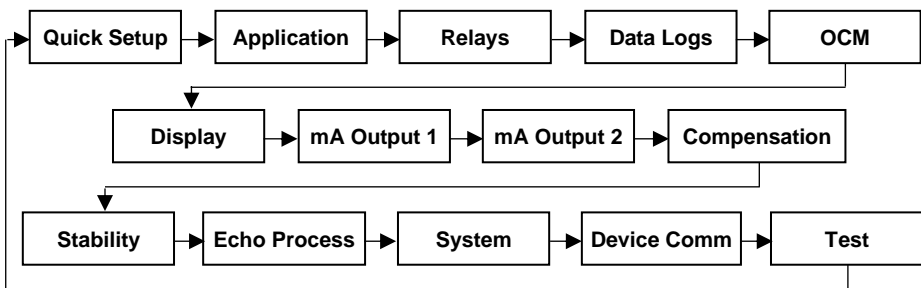 Quick Setup
Application
Relays
Data Logs
OCM
Display
mA Output 1
mA Output 2
Compensation
Stability
Echo Process
System
Device Comm
Test